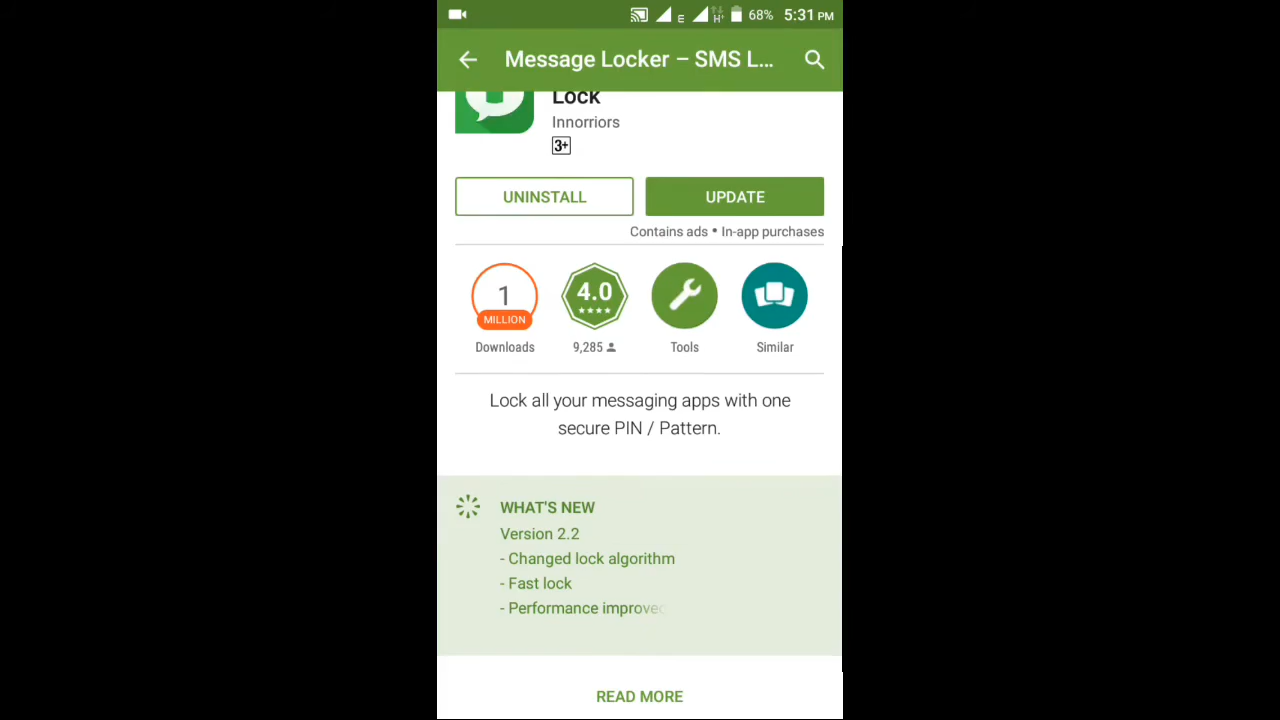 E H+ 68% 5:31 PM
Message Locker – SMS L...
Lock
Innorriors
3+
UNINSTALL UPDATE
Contains ads • In-app purchases
1 MILLION 4.0
Downloads 9,285 Tools Similar
Lock all your messaging apps with one
secure PIN / Pattern.
WHAT'S NEW
Version 2.2
- Changed lock algorithm
- Fast lock
- Performance improved
READ MORE